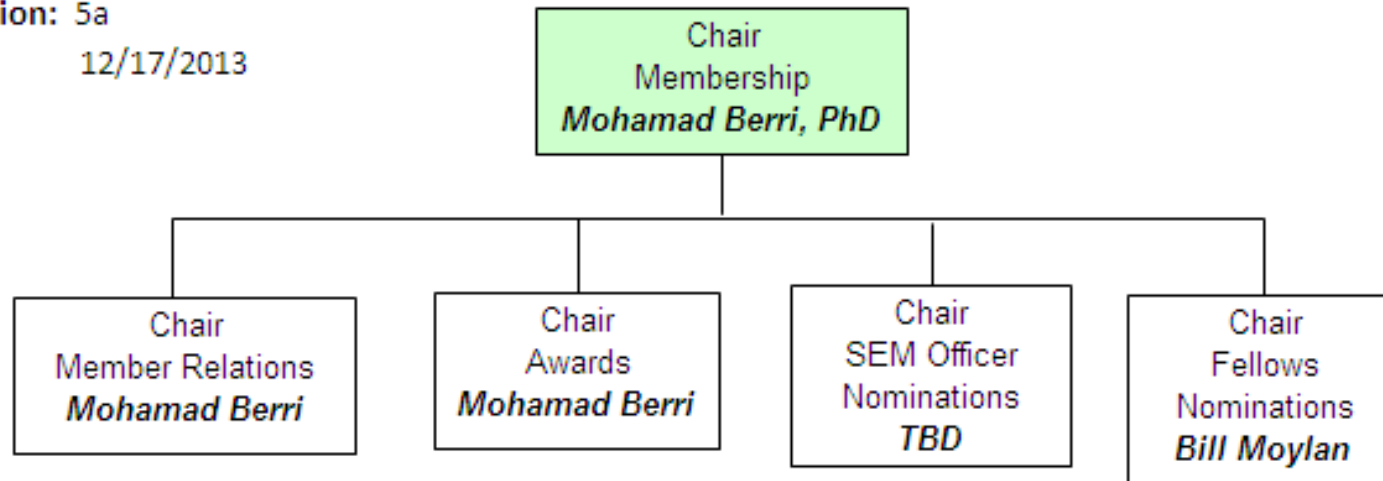 ion: 5a
12/17/2013
Chair
Membership
Mohamad Berri, PhD
Chair
Member Relations
Mohamad Berri
Chair
Awards
Mohamad Berri
Chair
SEM Officer
Nominations
TBD
Chair
Fellows
Nominations
Bill Moylan